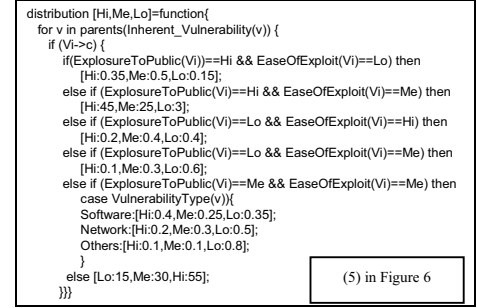 distribution [Hi,Me,Lo]=function{
for v in parents(Inherent_Vulnerability(v)) {
if (Vi->c) {
if(ExplosureToPublic(Vi))==Hi && EaseOfExploit(Vi)==Lo) then
[Hi:0.35,Me:0.5,Lo:0.15];
else if (ExplosureToPublic(Vi)==Hi && EaseOfExploit(Vi)==Me) then
[Hi:45,Me:25,Lo:3];
else if (ExplosureToPublic(Vi)==Lo && EaseOfExploit(Vi)==Hi) then
[Hi:0.2,Me:0.4,Lo:0.4];
else if (ExplosureToPublic(Vi)==Lo && EaseOfExploit(Vi)==Me) then
[Hi:0.1,Me:0.3,Lo:0.6];
else if (ExplosureToPublic(Vi)==Me && EaseOfExploit(Vi)==Me) then
case VulnerabilityType(v)){
Software:[Hi:0.4,Me:0.25,Lo:0.35];
Network:[Hi:0.2,Me:0.3,Lo:0.5];
Others:[Hi:0.1,Me:0.1,Lo:0.8];
}
else [Lo:15,Me:30,Hi:55];
}}}
(5) in Figure 6